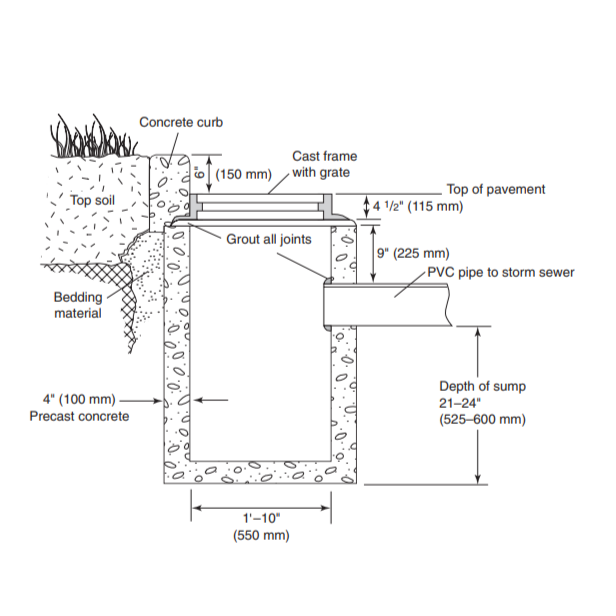 Concrete curb
Cast frame
with grate
6"
(150 mm)
Top of pavement
Top soil
4 1/2" (115 mm)
Grout all joints
9" (225 mm)
PVC pipe to storm sewer
Bedding
material
Depth of sump
21–24"
(525–600 mm)
4" (100 mm)
Precast concrete
1'–10"
(550 mm)